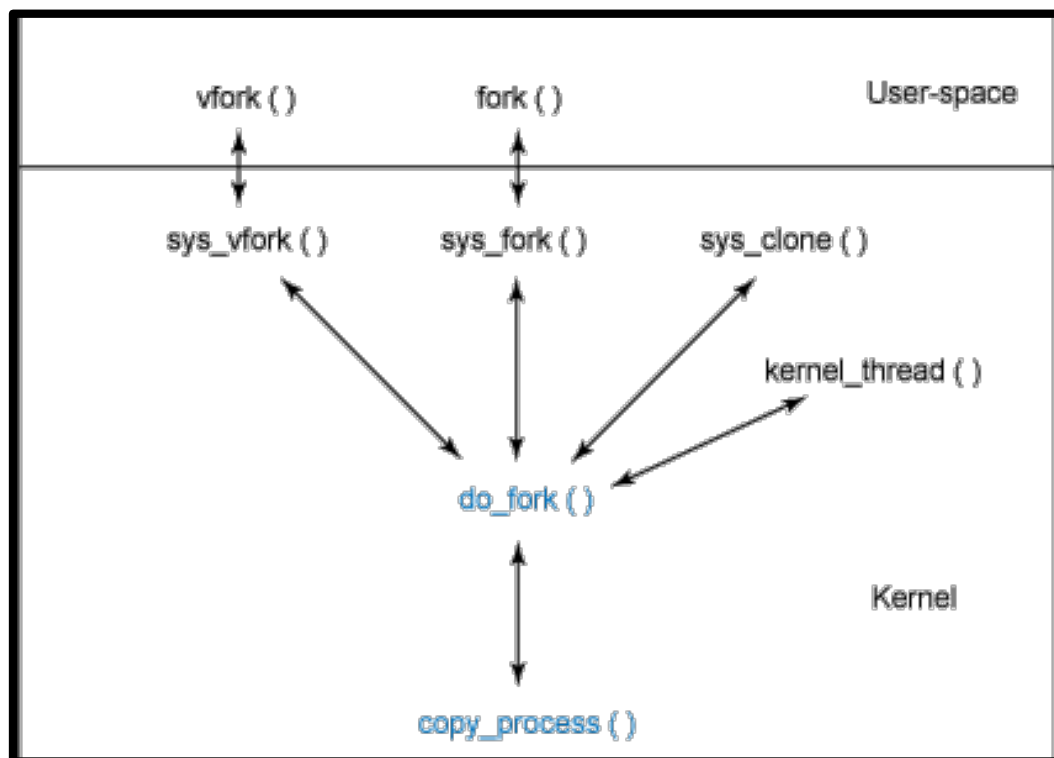 vfork ( ) fork ( ) User-space
sys_vfork ( ) sys_fork ( ) sys_clone ( )
kernel_thread ( )
do_fork ( )
Kernel
copy_process ( )